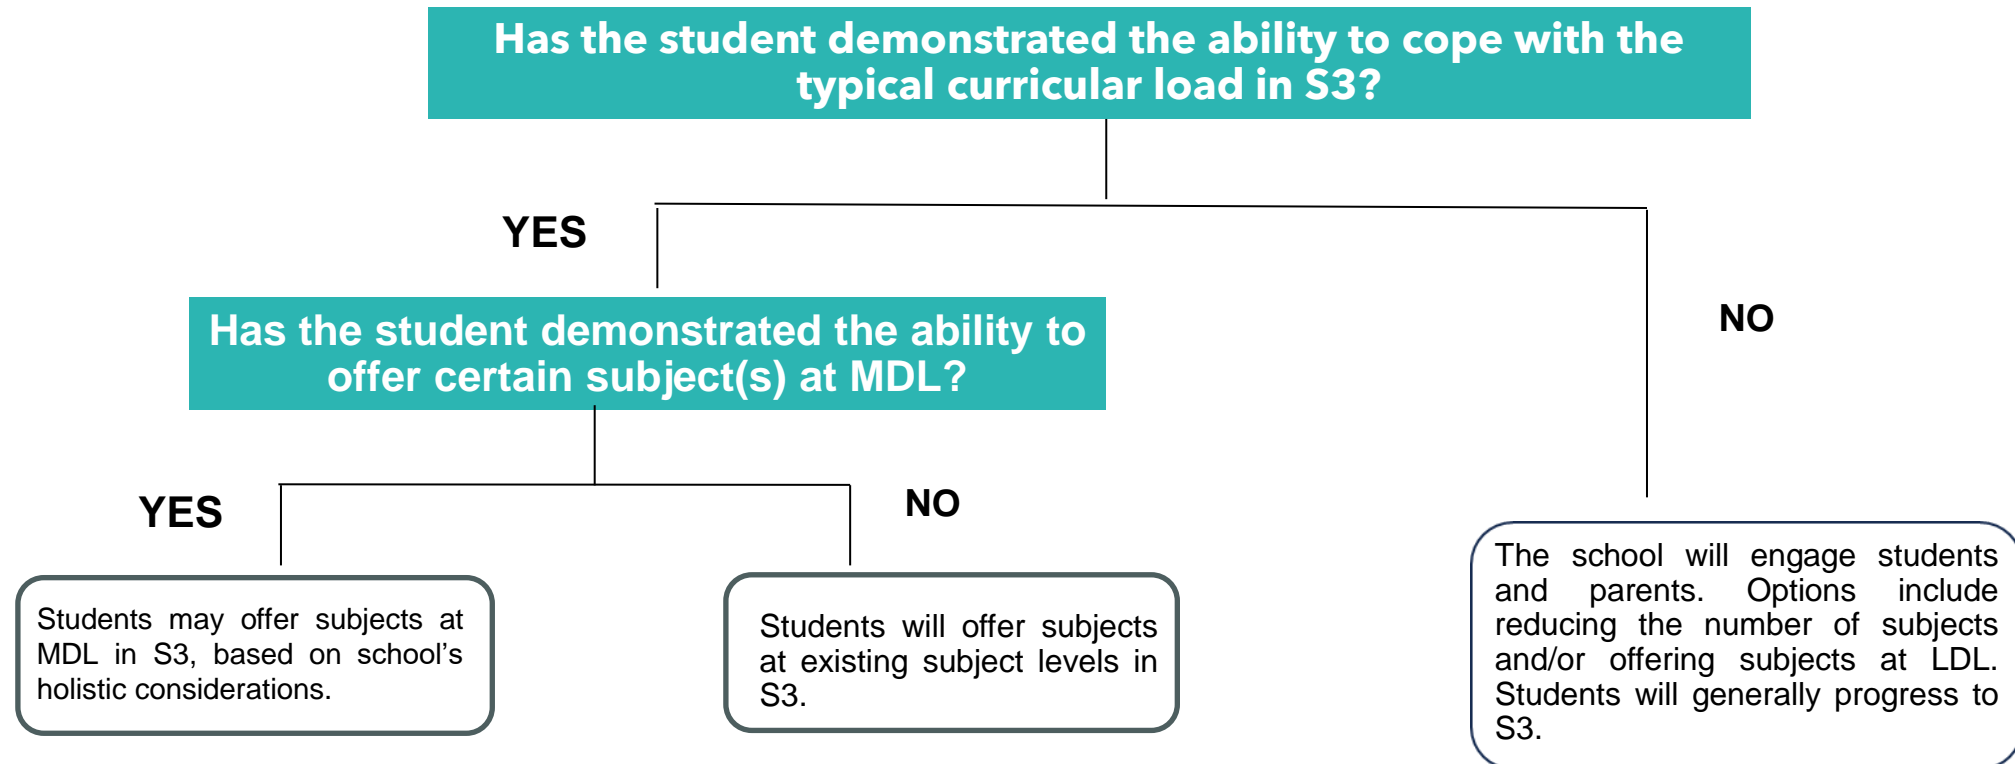 Has the student demonstrated the ability to cope with the
typical curricular load in S3?
YES
NO
Has the student demonstrated the ability to
offer certain subject(s) at MDL?
YES
NO
Students may offer subjects at
MDL in S3, based on school’s
holistic considerations.
Students will offer subjects
at existing subject levels in
S3.
The school will engage students
and parents. Options include
reducing the number of subjects
and/or offering subjects at LDL.
Students will generally progress to
S3.